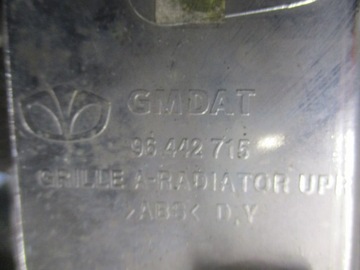 GMDAT
96 442 715
GRILLE A-RADIATOR UPR
>ABS< D,Y